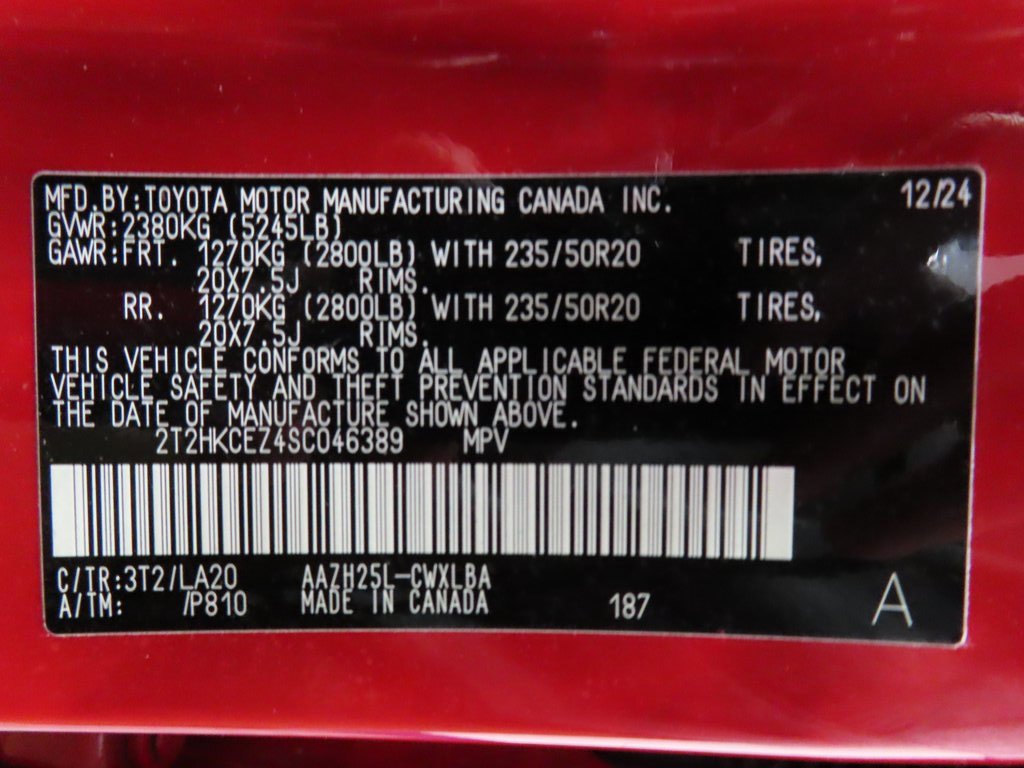 MFD.BY:TOYOTA MOTOR MANUFACTURING CANADA INC. 12/24
GVWR:2380KG (5245LB)
GAWR:FRT. 1270KG (2800LB) WITH 235/50R20 TIRES,
20X7.5J RIMS.
RR. 1270KG (2800LB) WITH 235/50R20 TIRES,
20X7.5J RIMS.
THIS VEHICLE CONFORMS TO ALL APPLICABLE FEDERAL MOTOR
VEHICLE SAFETY AND THEFT PREVENTION STANDARDS IN EFFECT ON
THE DATE OF MANUFACTURE SHOWN ABOVE.
2T2HKCEZ4SC046389 MPV
C/TR:3T2/LA20 AAZH25L-CWXLBA
A/TM: /P810 MADE IN CANADA 187 A